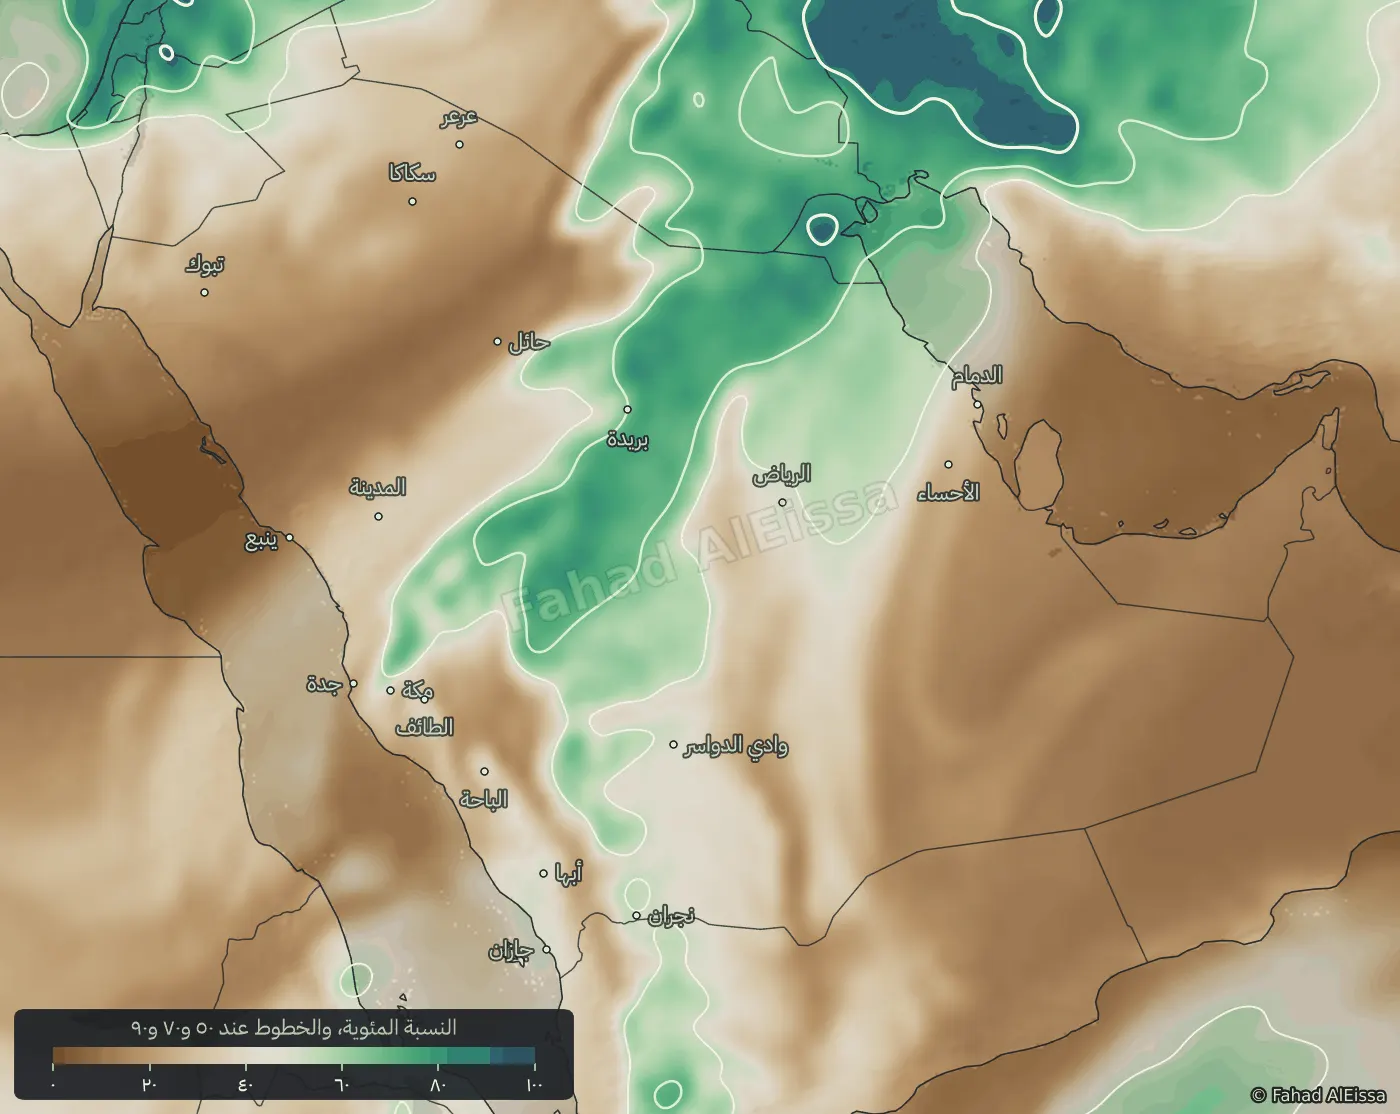 عرعر
سكاكا
تبوك
حائل
الدمام
بريدة
الرياض
المدينة
الأحساء
ينبع
Fahad AlEissa
جدة
مكة
الطائف
وادي الدواسر
الباحة
أبها
نجران
جازان
النسبة المئوية، والخطوط عند ٥٠ و٧٠ و٩٠
٠ ٢٠ ٤٠ ٦٠ ٨٠ ١٠٠
© Fahad AlEissa